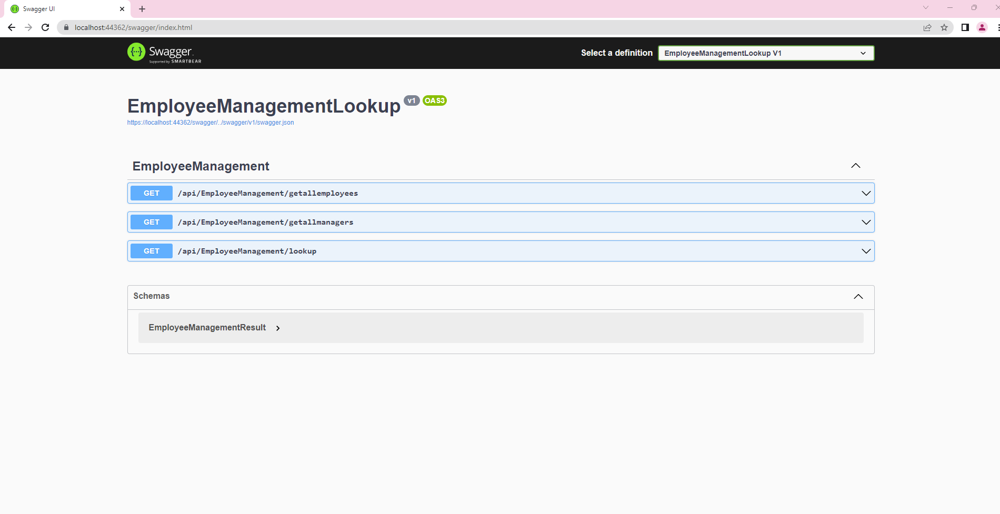 Swagger UI
localhost:44362/swagger/index.html
Swagger
Supported by SMARTBEAR
Select a definition
EmployeeManagementLookup V1
EmployeeManagementLookup v1 OAS3
https://localhost:44362/swagger/../swagger/v1/swagger.json
EmployeeManagement
GET /api/EmployeeManagement/getallemployees
GET /api/EmployeeManagement/getallmanagers
GET /api/EmployeeManagement/lookup
Schemas
EmployeeManagementResult